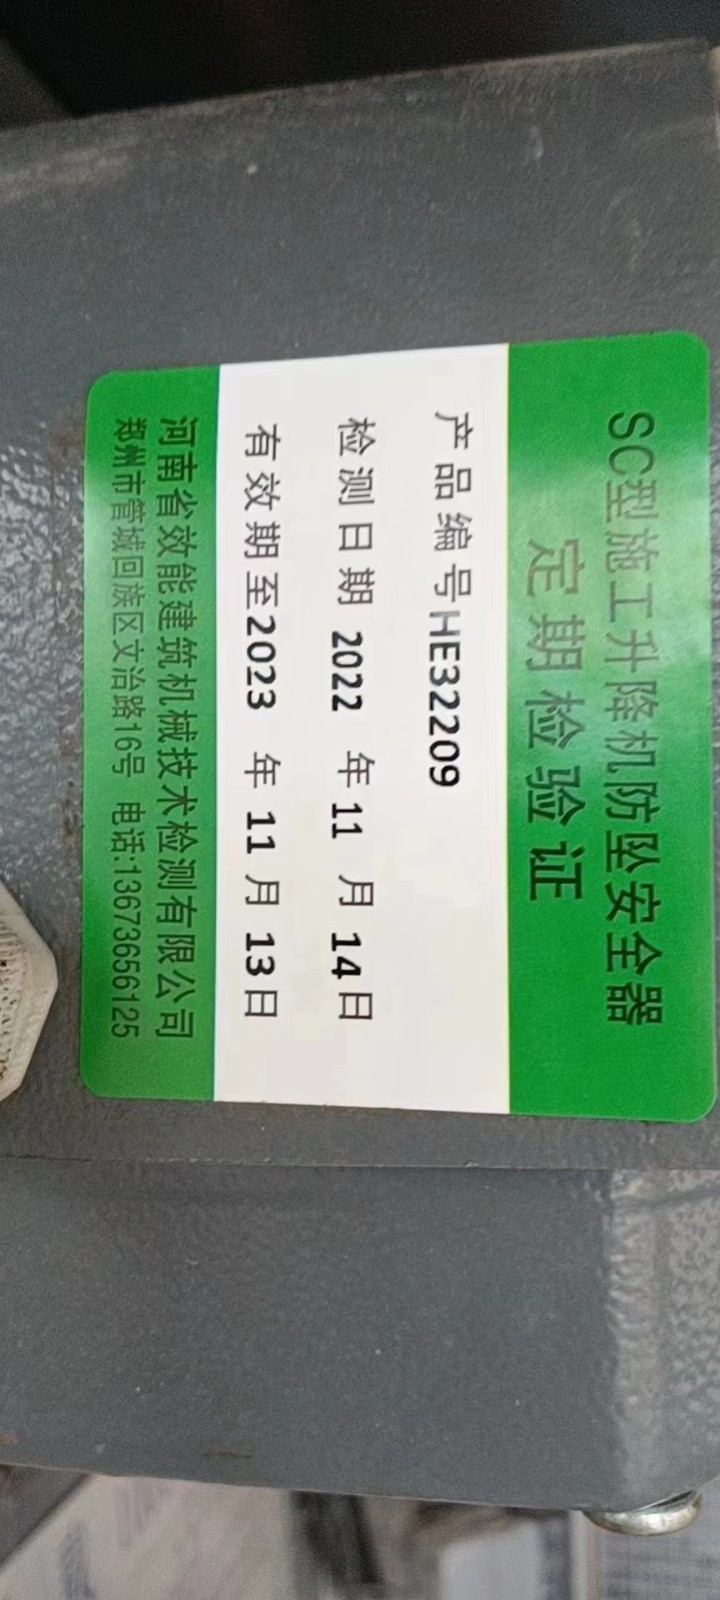 SC型施工升降机防坠安全器
定期检验证
产品编号HE32209
检测日期 2022 年 11 月 14日
有效期至2023 年 11 月 13日
河南省效能建筑机械技术检测有限公司
郑州市管城回族区文治路16号 电话:13673656125